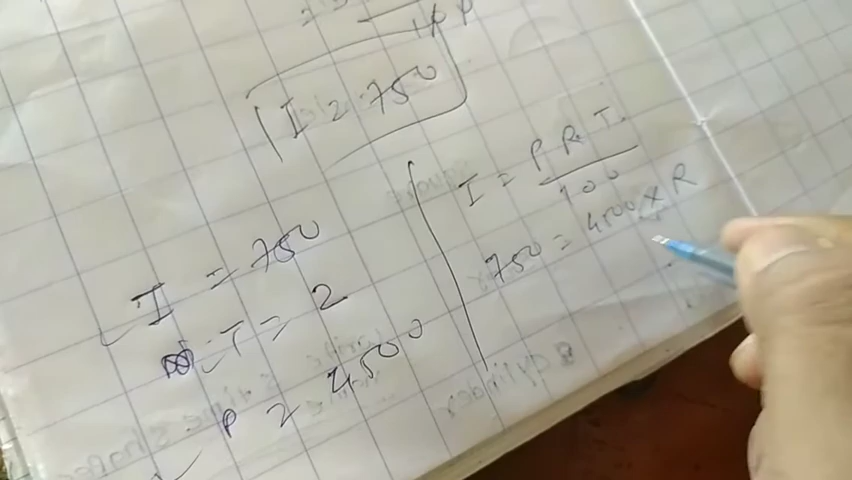 I = 750
I = 750
T = 2
P = 4500
I = P R T
100
750 = 4500 x R